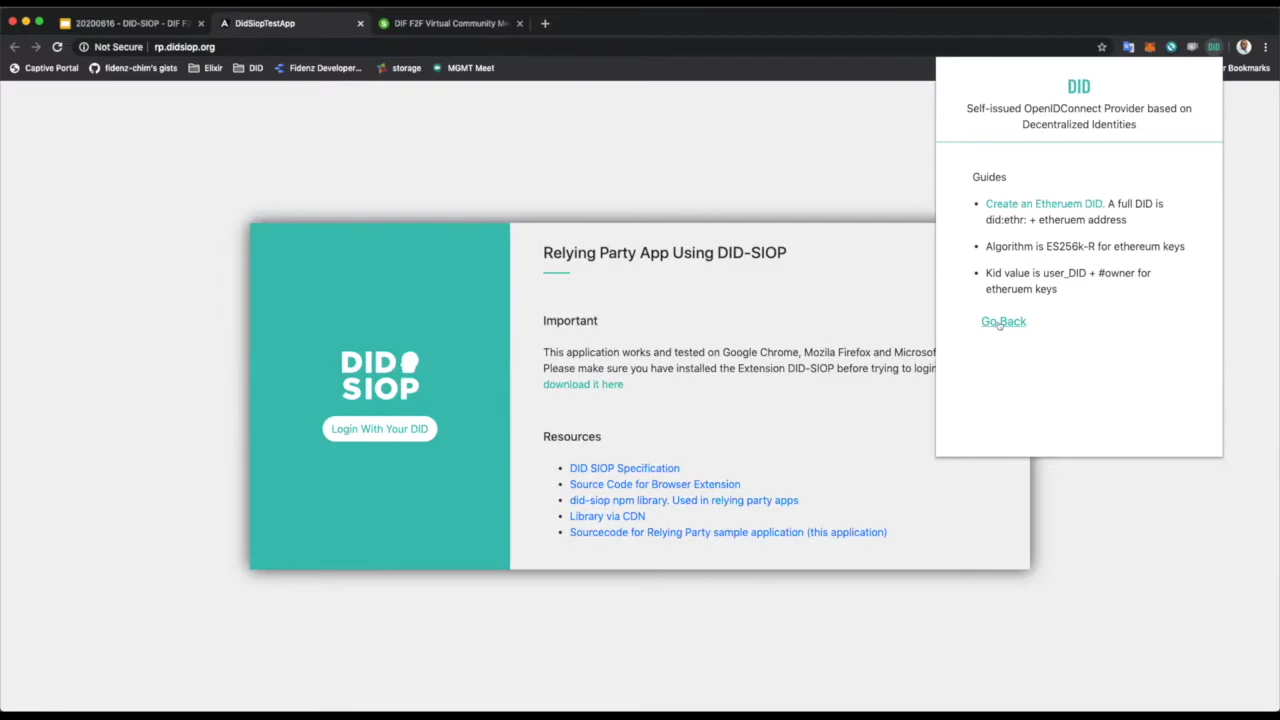 20200616 - DID-SIOP - DIF F2
DidSiopTestApp
DIF F2F Virtual Community Me
Not Secure
rp.didsiop.org
DID
Captive Portal
fidenz-chim's gists
Elixir
DID
Fidenz Developer...
storage
MGMT Meet
r Bookmarks
DID
Self-issued OpenIDConnect Provider based on
Decentralized Identities
Guides
• Create an Etheruem DID. A full DID is
did:ethr: + etheruem address
• Algorithm is ES256k-R for ethereum keys
• Kid value is user_DID + #owner for
etheruem keys
Go Back
DID
SIOP
Login With Your DID
Relying Party App Using DID-SIOP
Important
This application works and tested on Google Chrome, Mozila Firefox and Microsof
Please make sure you have installed the Extension DID-SIOP before trying to login
download it here
Resources
• DID SIOP Specification
• Source Code for Browser Extension
• did-siop npm library. Used in relying party apps
• Library via CDN
• Sourcecode for Relying Party sample application (this application)